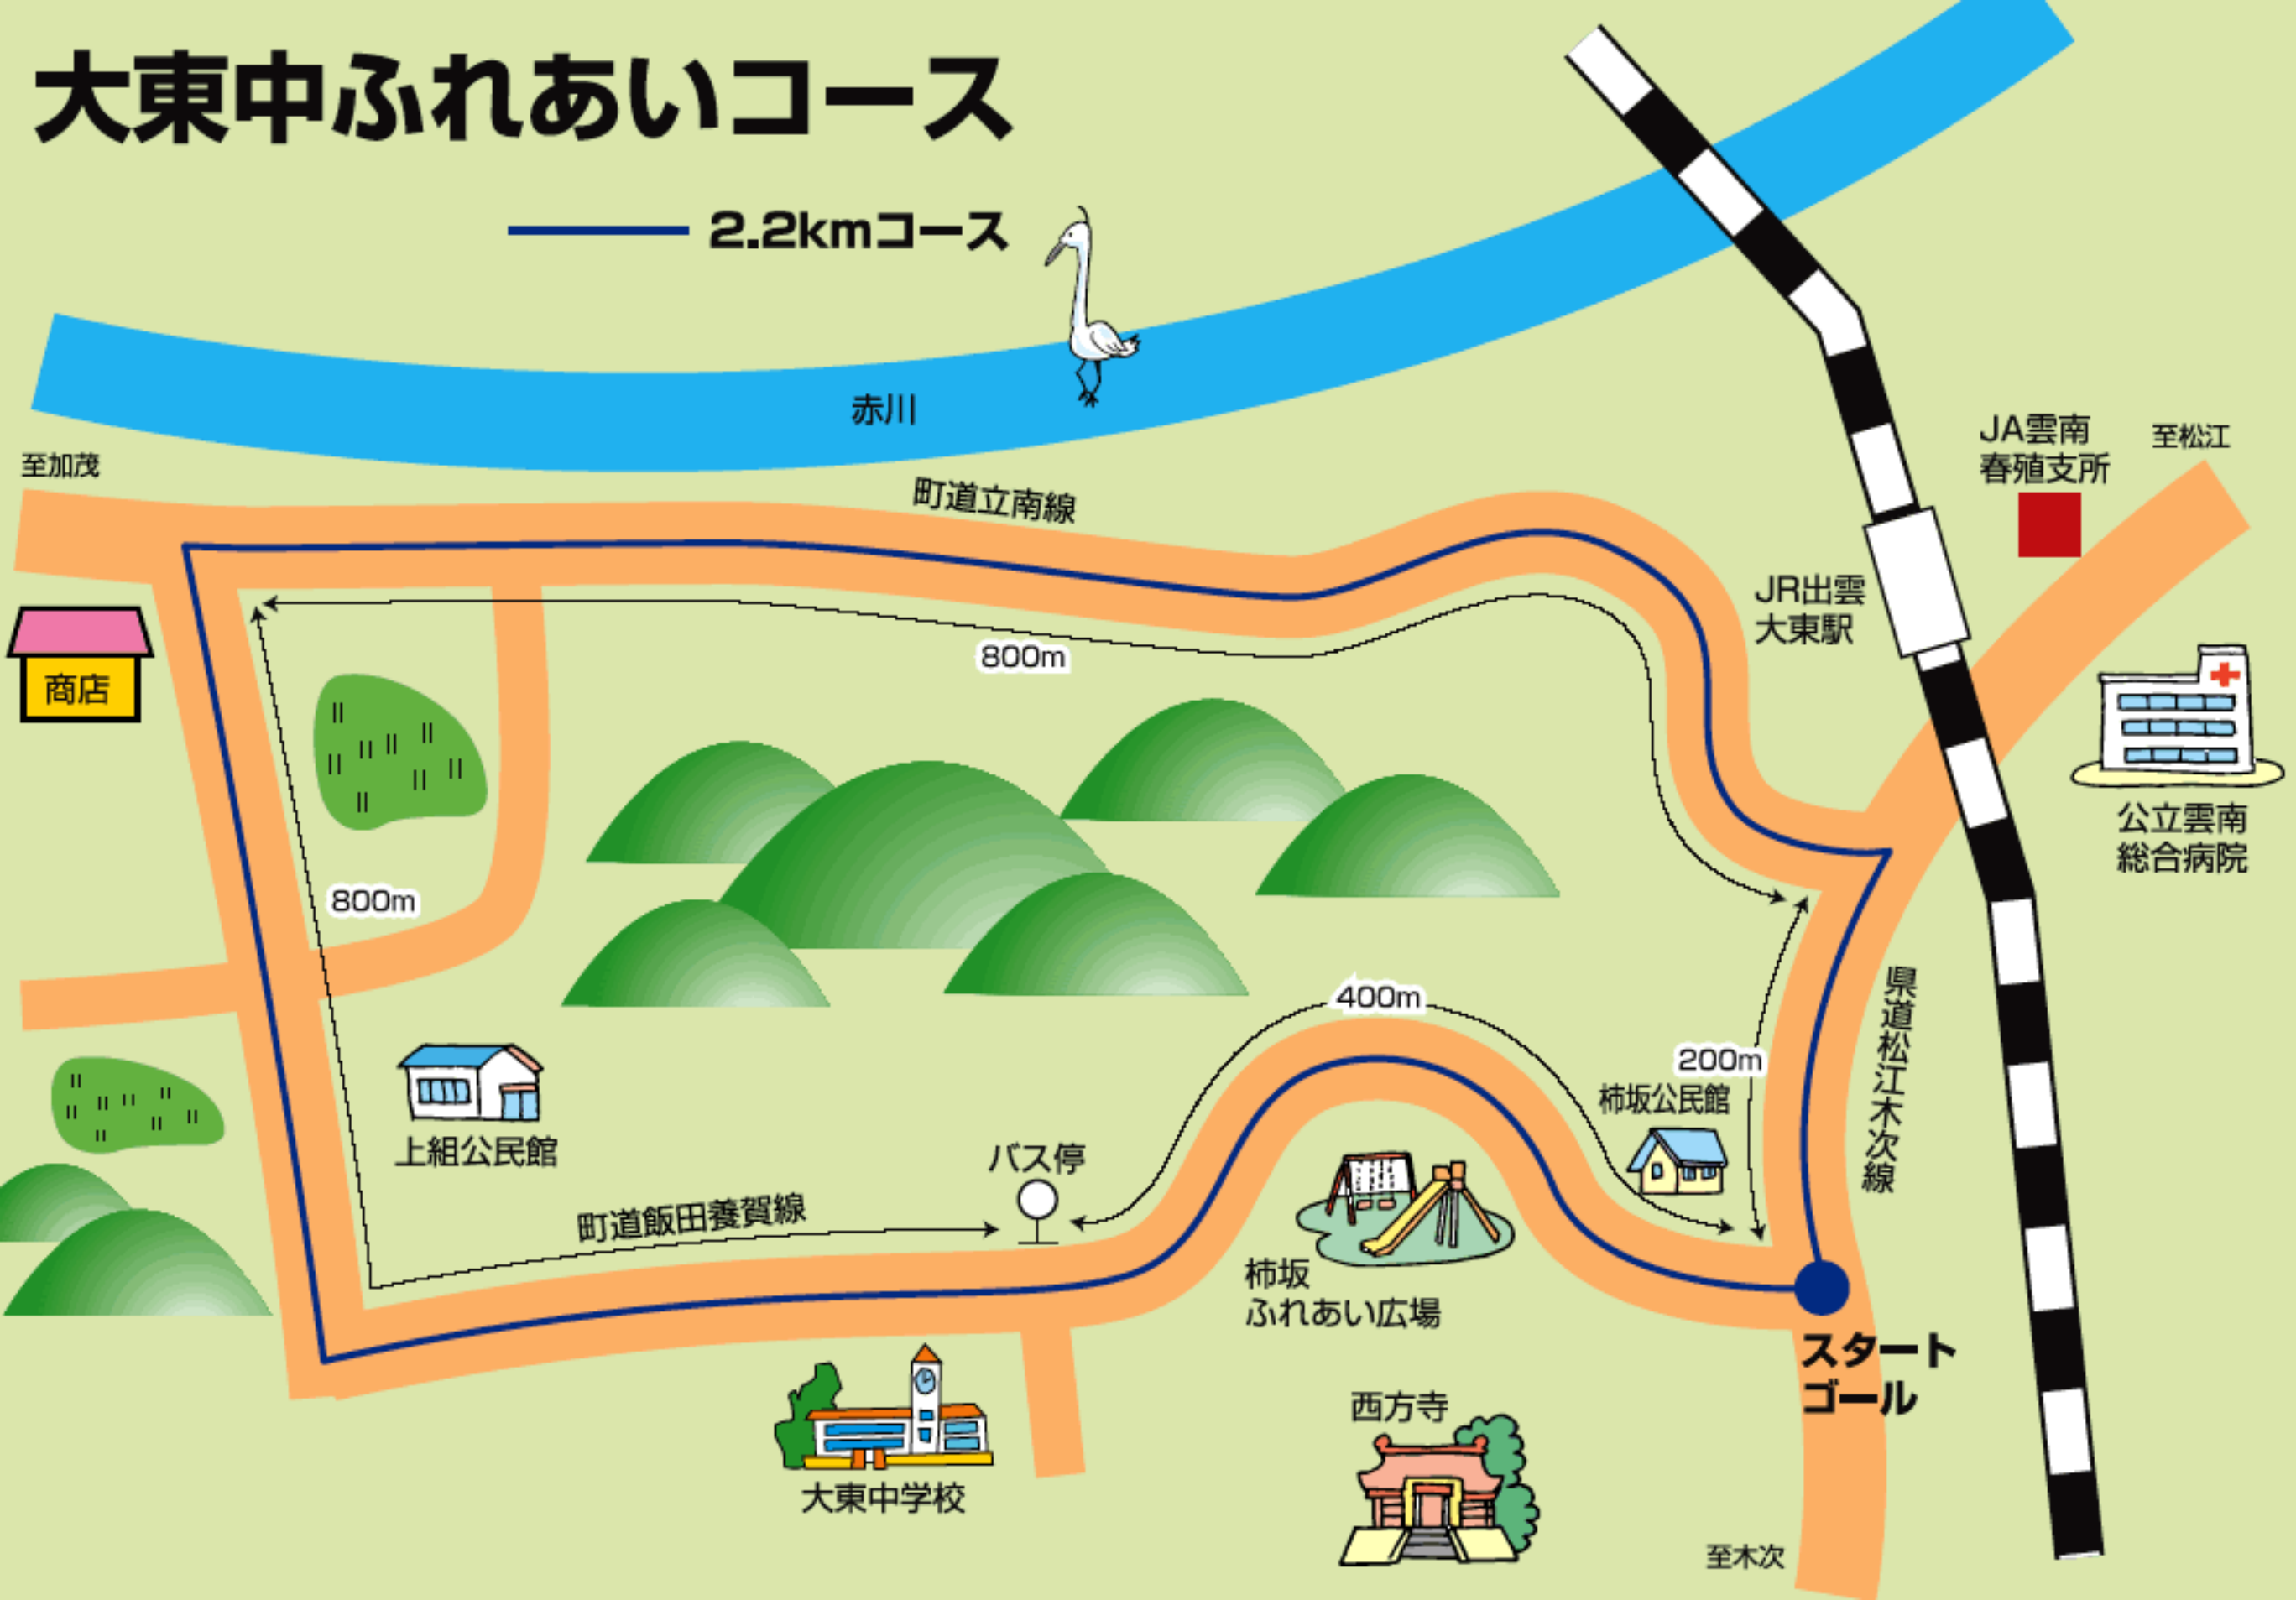 大東中ふれあいコース
2.2kmコース
赤川
至加茂
町道立南線
JA雲南
春殖支所
至松江
JR出雲
大東駅
商店
800m
公立雲南
総合病院
800m
400m
県道松江木次線
200m
柿坂公民館
上組公民館
バス停
町道飯田養賀線
柿坂
ふれあい広場
スタート
ゴール
西方寺
大東中学校
至木次